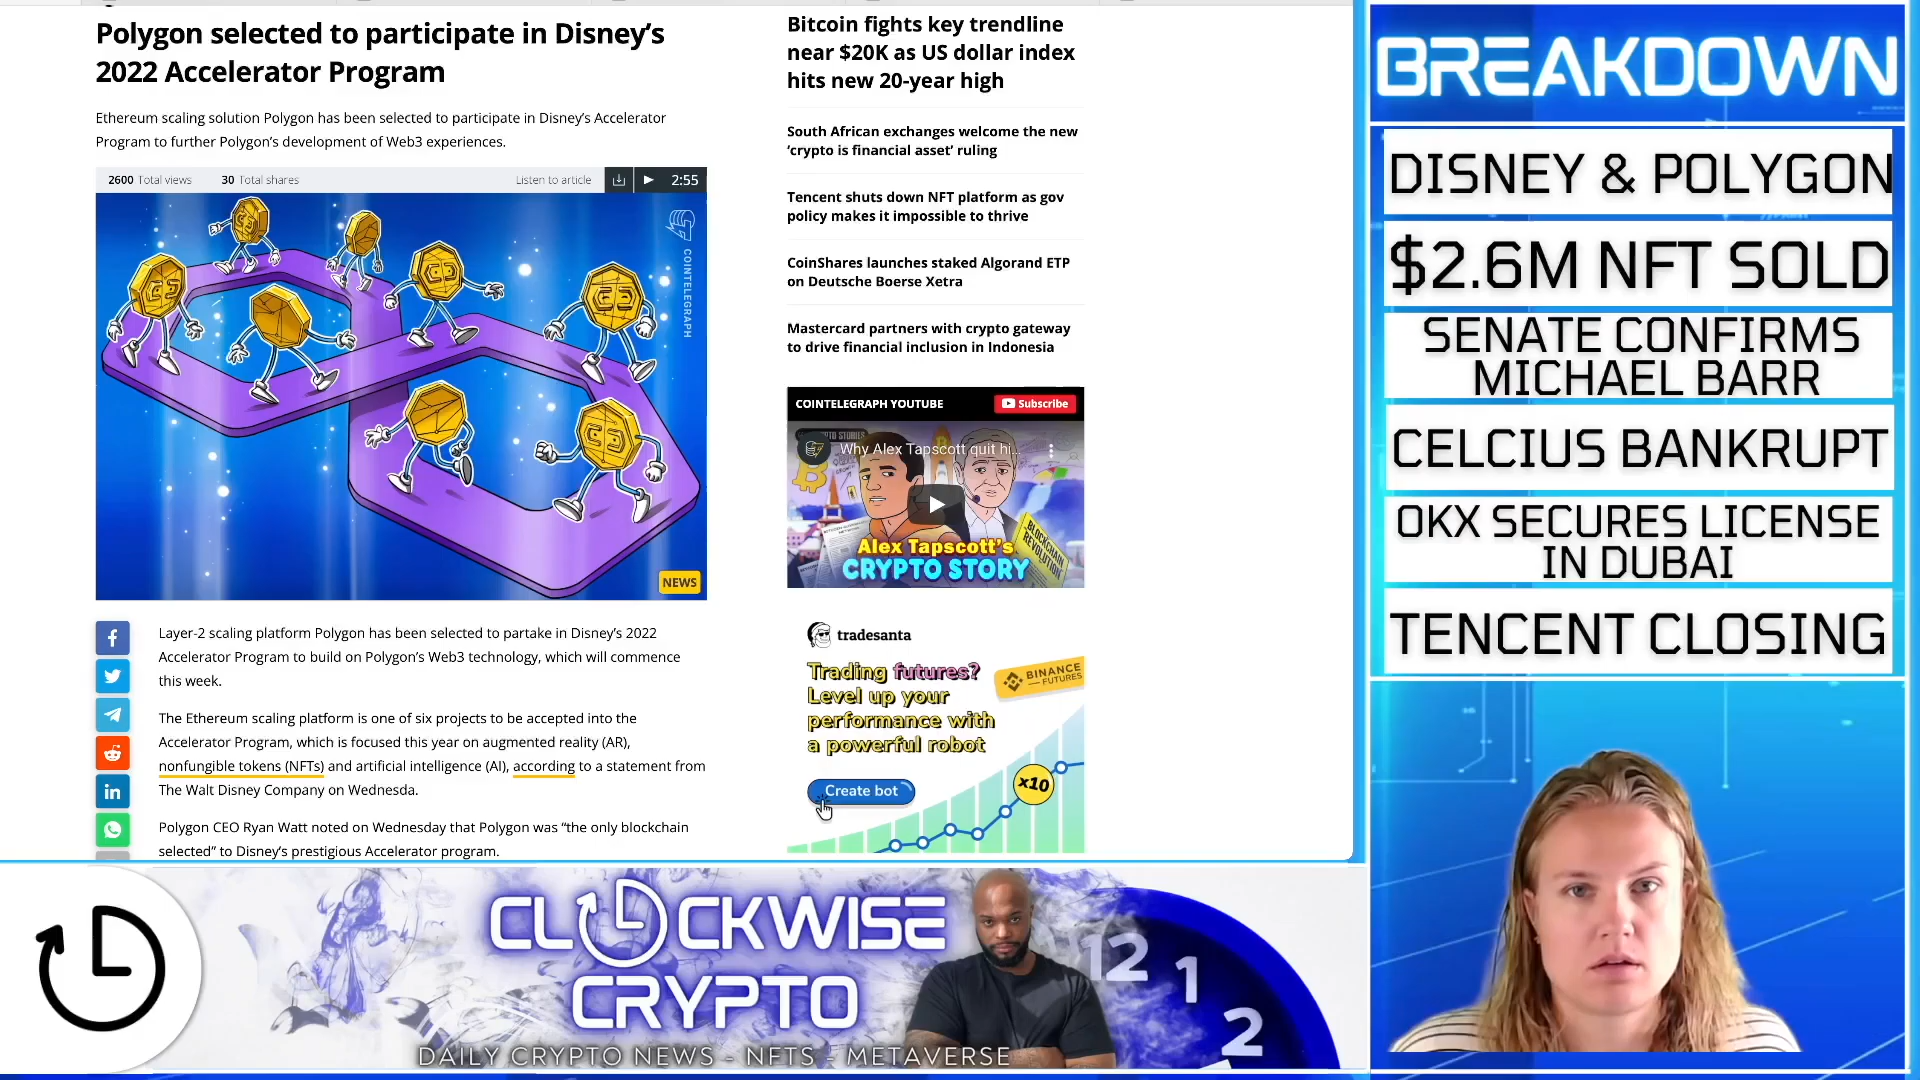 Polygon selected to participate in Disney’s
2022 Accelerator Program
Ethereum scaling solution Polygon has been selected to participate in Disney’s Accelerator
Program to further Polygon’s development of Web3 experiences.
2600 Total views 30 Total shares Listen to article 2:55
COINTELEGRAPH
NEWS
Layer-2 scaling platform Polygon has been selected to partake in Disney’s 2022
Accelerator Program to build on Polygon’s Web3 technology, which will commence
this week.
The Ethereum scaling platform is one of six projects to be accepted into the
Accelerator Program, which is focused this year on augmented reality (AR),
nonfungible tokens (NFTs) and artificial intelligence (AI), according to a statement from
The Walt Disney Company on Wednesda.
Polygon CEO Ryan Watt noted on Wednesday that Polygon was “the only blockchain
selected” to Disney’s prestigious Accelerator program.
Bitcoin fights key trendline
near $20K as US dollar index
hits new 20-year high
South African exchanges welcome the new
‘crypto is financial asset’ ruling
Tencent shuts down NFT platform as gov
policy makes it impossible to thrive
CoinShares launches staked Algorand ETP
on Deutsche Boerse Xetra
Mastercard partners with crypto gateway
to drive financial inclusion in Indonesia
COINTELEGRAPH YOUTUBE Subscribe
Why Alex Tapscott quit hi...
BLOCKCHAIN
REVOLUTION
Alex Tapscott's
CRYPTO STORY
tradesanta
Trading futures?
Level up your
performance with
a powerful robot
BINANCE
FUTURES
Create bot
x10
BREAKDOWN
DISNEY & POLYGON
$2.6M NFT SOLD
SENATE CONFIRMS
MICHAEL BARR
CELCIUS BANKRUPT
OKX SECURES LICENSE
IN DUBAI
TENCENT CLOSING
CLOCKWISE
CRYPTO
DAILY CRYPTO NEWS - NFTS - METAVERSE
12
1
2